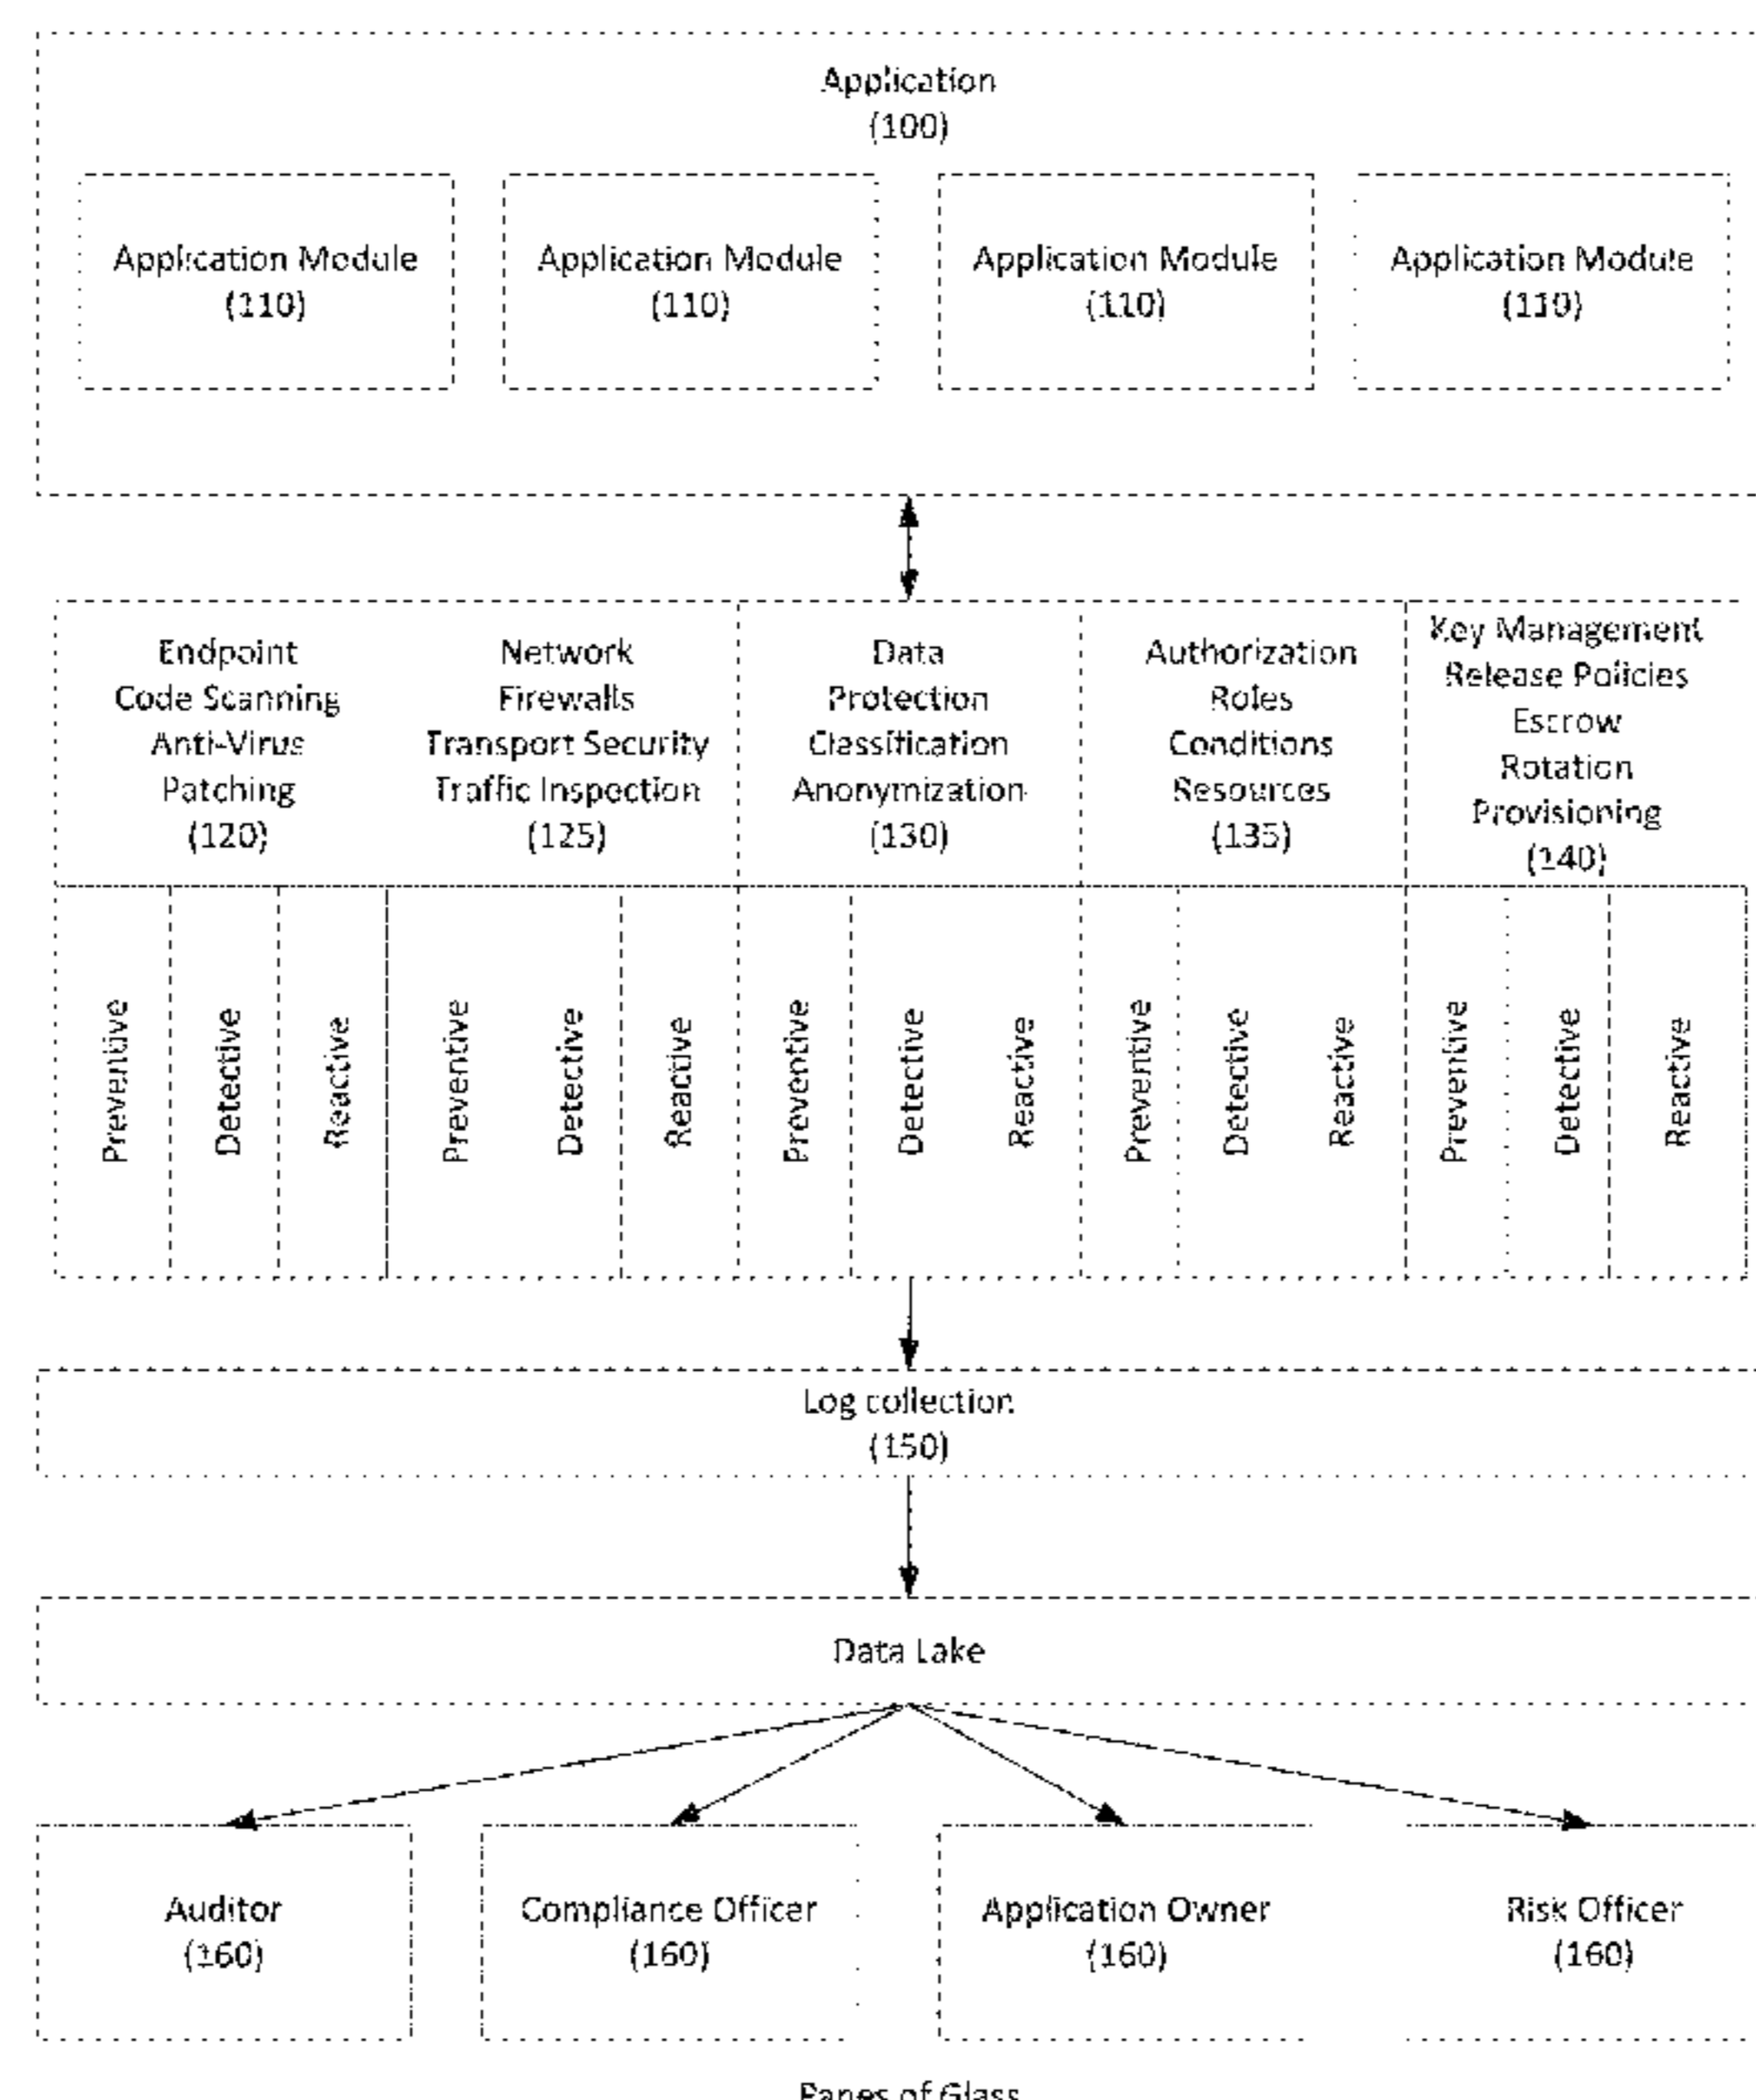 Application
(100)
Application Module
(110)
Application Module
(110)
Application Module
(110)
Application Module
(110)
Endpoint
Code Scanning
Anti-Virus
Patching
(120)
Network
Firewalls
Transport Security
Traffic Inspection
(125)
Data
Protection
Classification
Anonymization
(130)
Authorization
Roles
Conditions
Resources
(135)
Key Management
Release Policies
Escrow
Rotation
Provisioning
(140)
Preventive
Detective
Reactive
Preventive
Detective
Reactive
Preventive
Detective
Reactive
Preventive
Detective
Reactive
Preventive
Detective
Reactive
Log collection
(150)
Data Lake
Auditor
(160)
Compliance Officer
(160)
Application Owner
(160)
Risk Officer
(160)
Panes of Glass